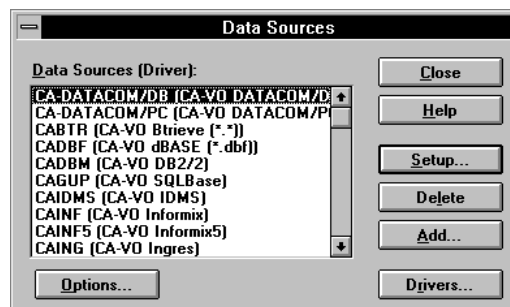 Data Sources
Data Sources (Driver):
CA-DATACOM/DB (CA-VO DATACOM/D
CA-DATACOM/PC (CA-VO DATACOM/P
CABTR (CA-VO Btrieve (*.*))
CADBF (CA-VO dBASE (*.dbf))
CADBM (CA-VO DB2/2)
CAGUP (CA-VO SQLBase)
CAIDMS (CA-VO IDMS)
CAINF (CA-VO Informix)
CAINF5 (CA-VO Informix5)
CAING (CA-VO Ingres)
Close
Help
Setup...
Delete
Add...
Options...
Drivers...